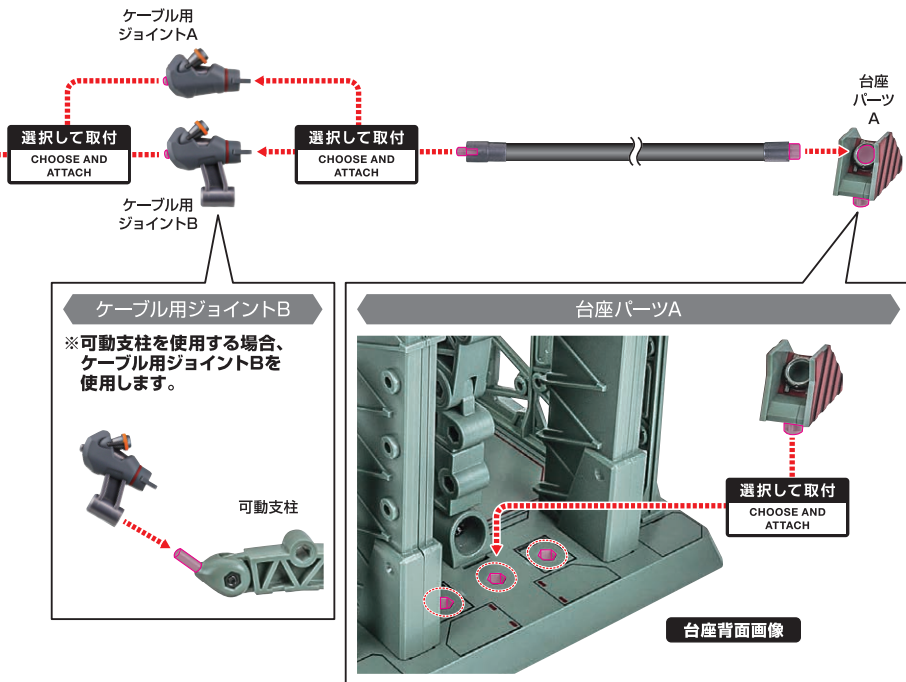 ケーブル用
ジョイントA
台座
パーツ
A
選択して取付
CHOOSE AND
ATTACH
選択して取付
CHOOSE AND
ATTACH
ケーブル用
ジョイントB
ケーブル用ジョイントB
※可動支柱を使用する場合、
ケーブル用ジョイントBを
使用します。
可動支柱
台座パーツA
選択して取付
CHOOSE AND
ATTACH
台座背面画像